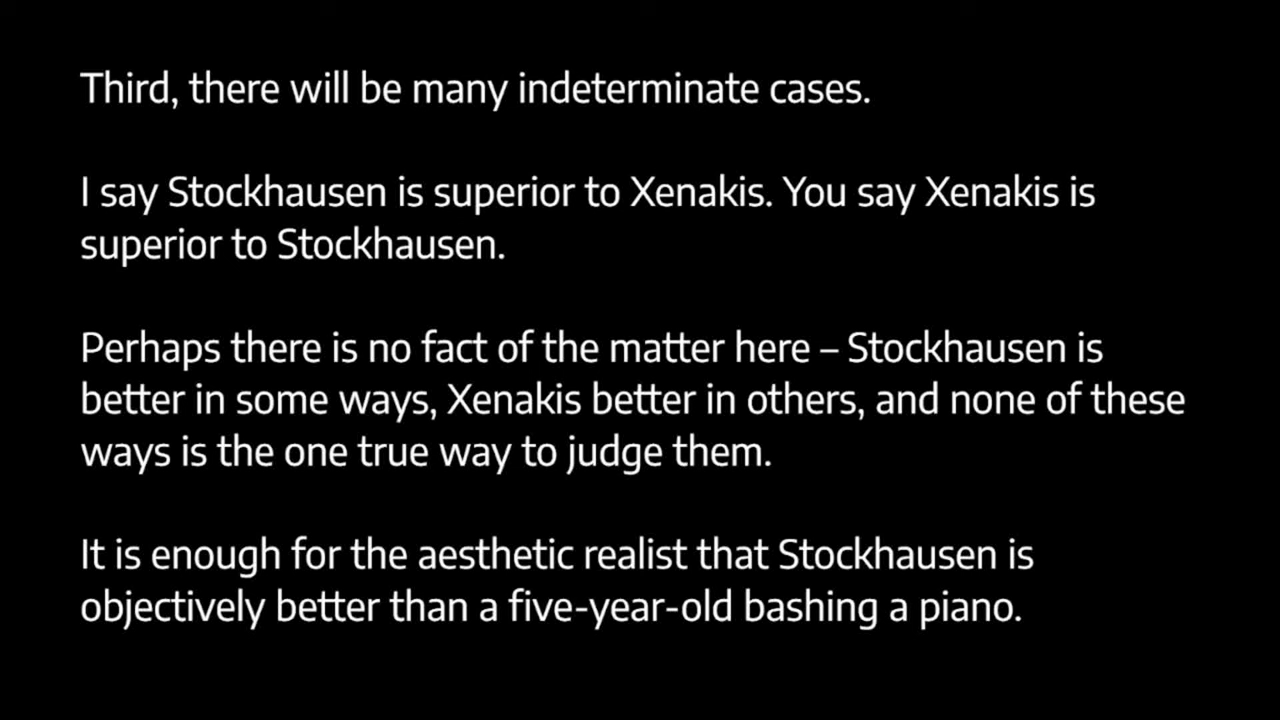 Third, there will be many indeterminate cases.
I say Stockhausen is superior to Xenakis. You say Xenakis is
superior to Stockhausen.
Perhaps there is no fact of the matter here – Stockhausen is
better in some ways, Xenakis better in others, and none of these
ways is the one true way to judge them.
It is enough for the aesthetic realist that Stockhausen is
objectively better than a five-year-old bashing a piano.